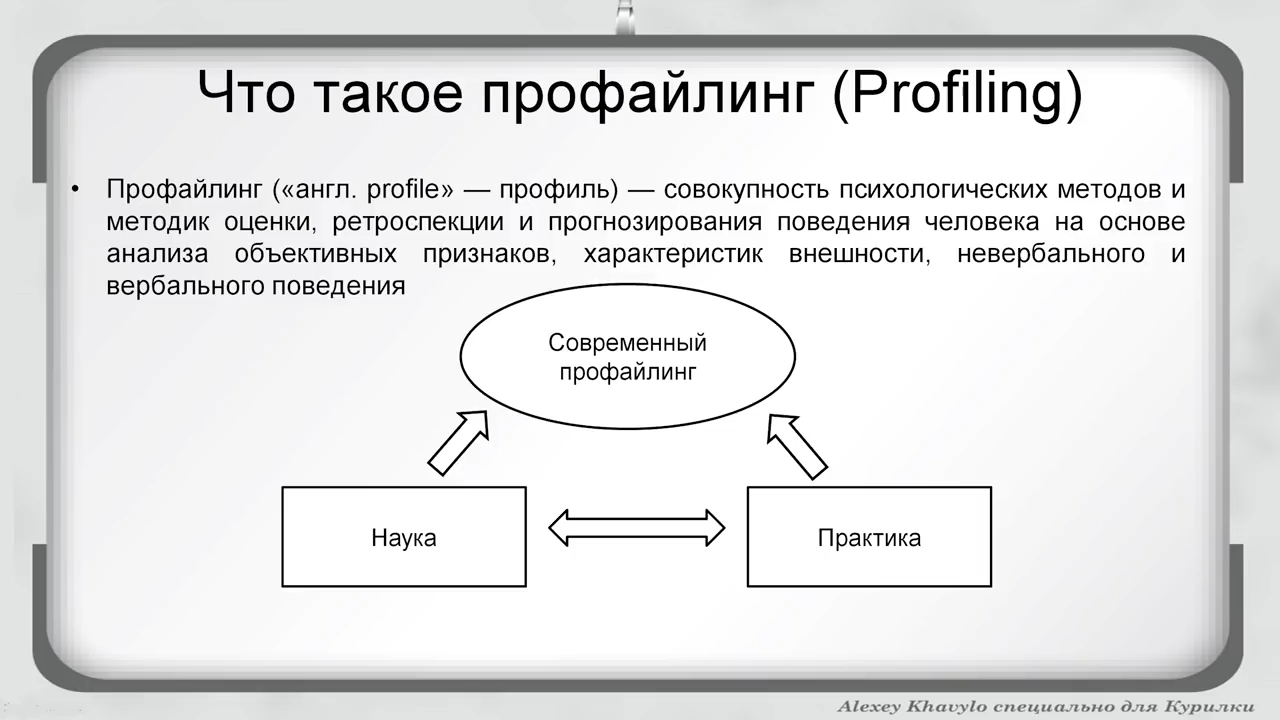 Что такое профайлинг (Profiling)
• Профайлинг («англ. profile» — профиль) — совокупность психологических методов и
методик оценки, ретроспекции и прогнозирования поведения человека на основе
анализа объективных признаков, характеристик внешности, невербального и
вербального поведения
Современный
профайлинг
Наука
Практика
Alexey Khavylo специально для Курилки